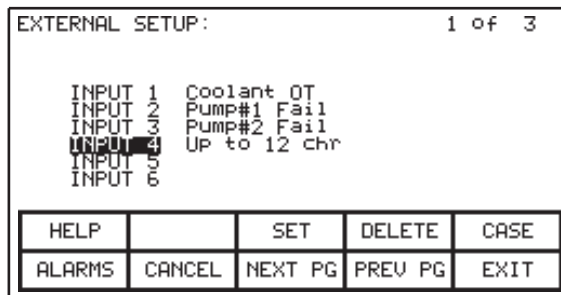 EXTERNAL SETUP: 1 of 3
INPUT 1 Coolant OT
INPUT 2 Pump#1 Fail
INPUT 3 Pump#2 Fail
INPUT 4 Up to 12 chr
INPUT 5
INPUT 6
HELP SET DELETE CASE
ALARMS CANCEL NEXT PG PREV PG EXIT